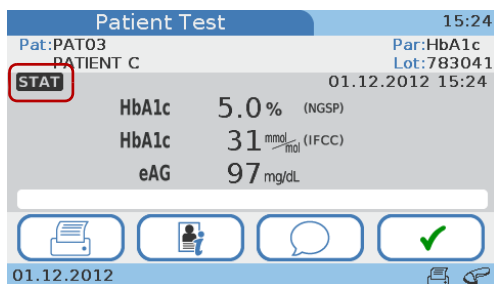 Patient Test 15:24
Pat:PAT03 Par:HbA1c
PATIENT C Lot:783041
STAT 01.12.2012 15:24
HbA1c 5.0 % (NGSP)
HbA1c 31 mmol/mol (IFCC)
eAG 97 mg/dL
i
01.12.2012